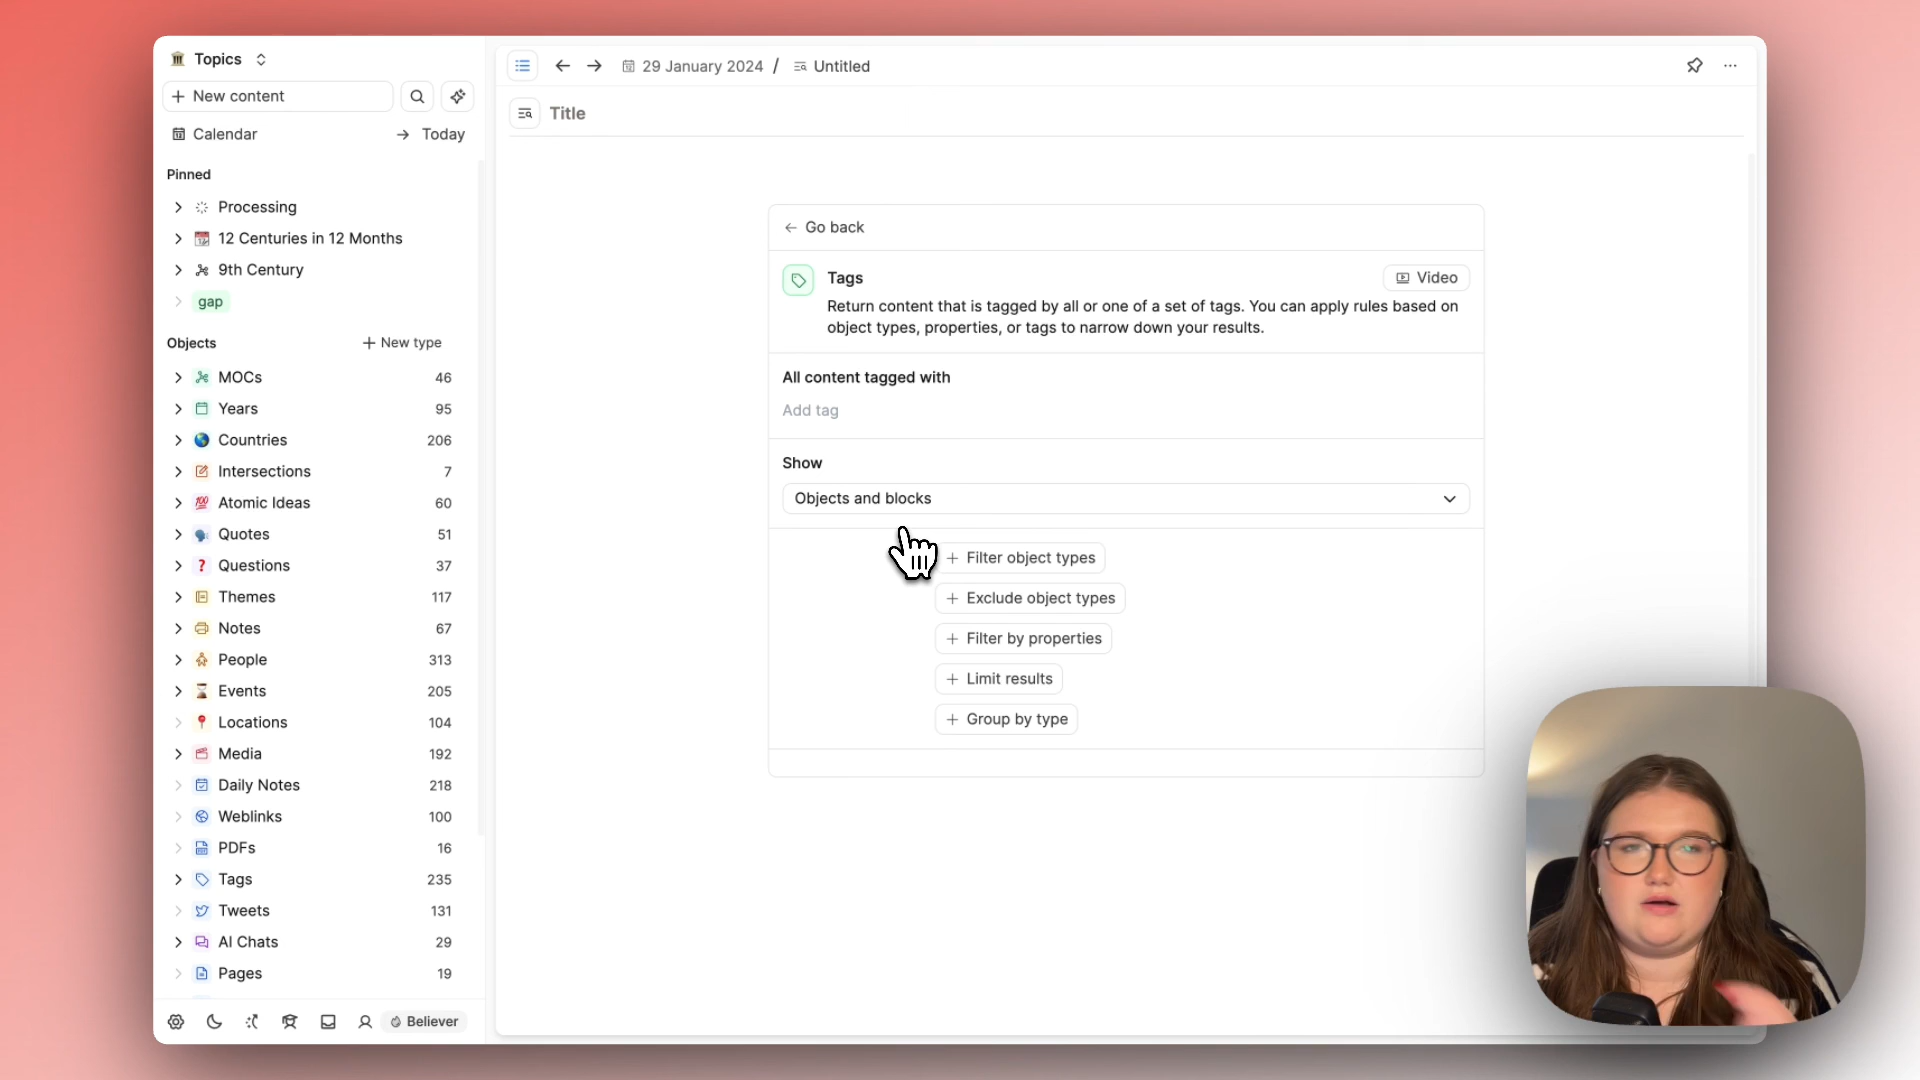 Topics
New content
Calendar
Today
Pinned
Processing
12 Centuries in 12 Months
9th Century
gap
Objects
New type
MOCs 46
Years 95
Countries 206
Intersections 7
Atomic Ideas 60
Quotes 51
Questions 37
Themes 117
Notes 67
People 313
Events 205
Locations 104
Media 192
Daily Notes 218
Weblinks 100
PDFs 16
Tags 235
Tweets 131
AI Chats 29
Pages 19
Believer
29 January 2024 / Untitled
Title
Go back
Tags
Video
Return content that is tagged by all or one of a set of tags. You can apply rules based on
object types, properties, or tags to narrow down your results.
All content tagged with
Add tag
Show
Objects and blocks
Filter object types
Exclude object types
Filter by properties
Limit results
Group by type